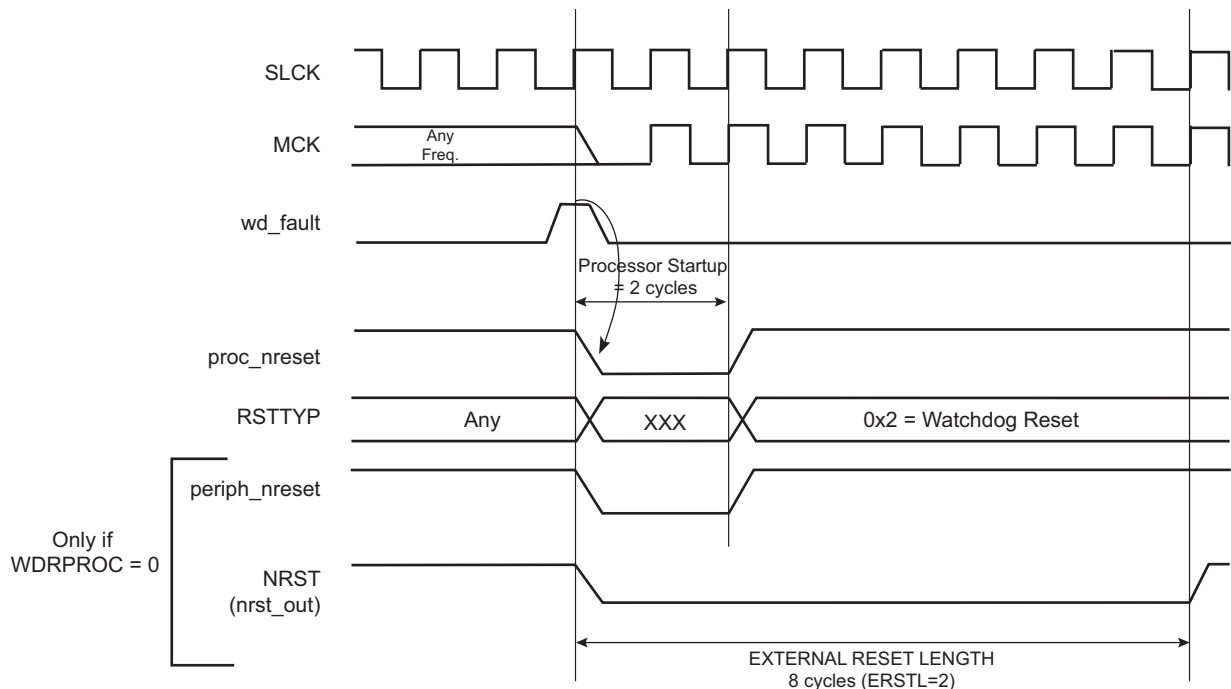 SLCK
MCK
Any
Freq.
wd_fault
Processor Startup
= 2 cycles
proc_nreset
RSTTYP
Any
XXX
0x2 = Watchdog Reset
periph_nreset
Only if
WDRPROC = 0
NRST
(nrst_out)
EXTERNAL RESET LENGTH
8 cycles (ERSTL=2)